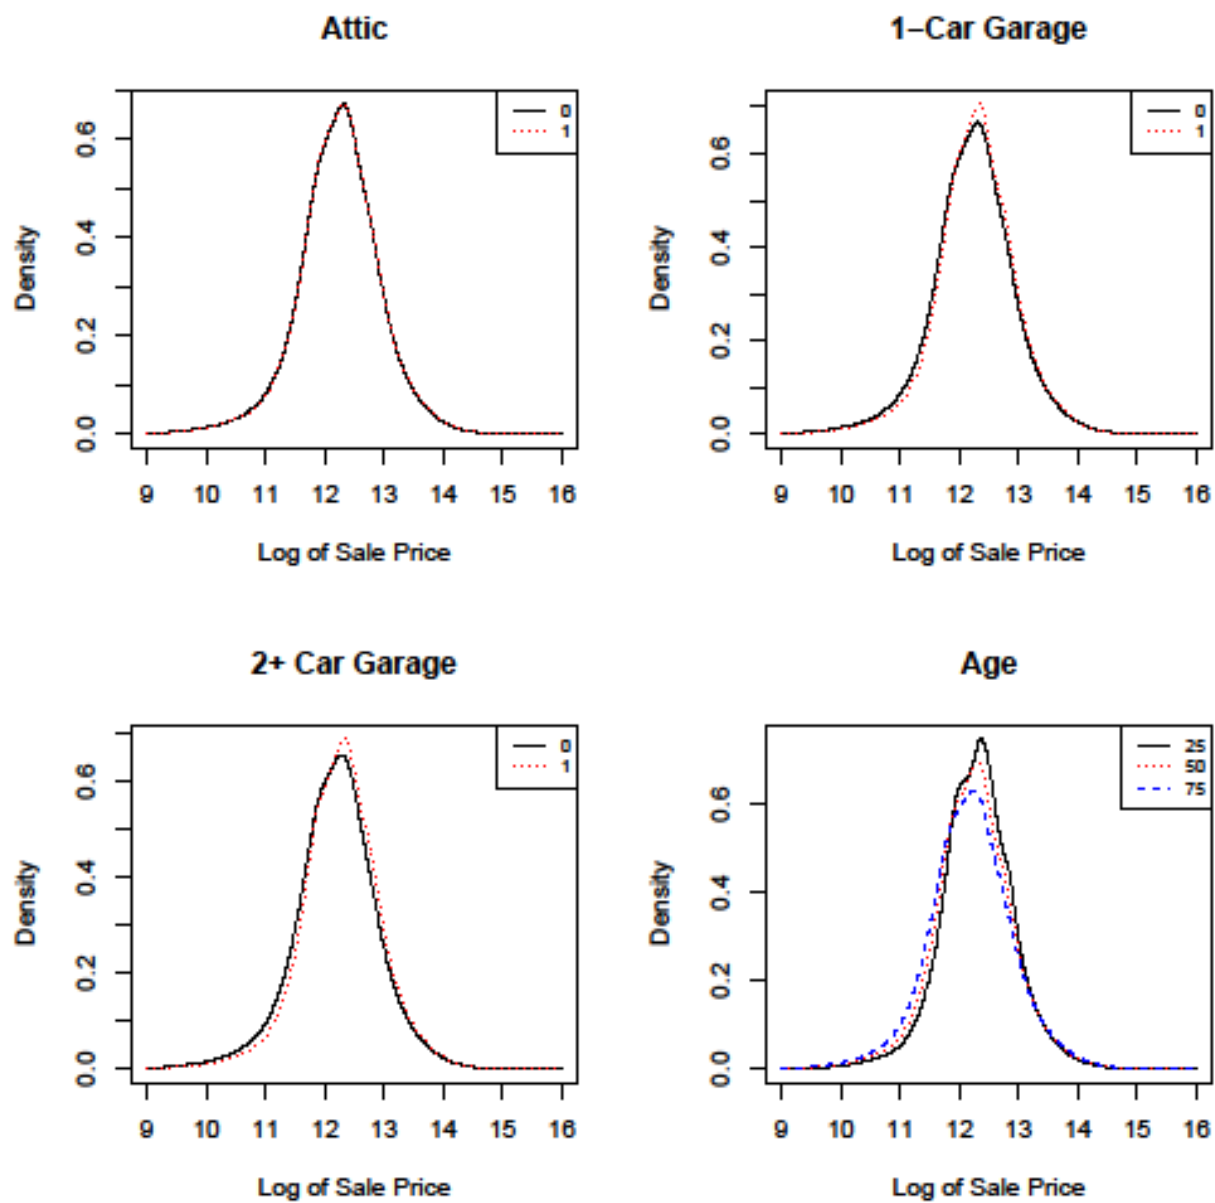 Attic
0
1
Density
0.0 0.2 0.4 0.6
9 10 11 12 13 14 15 16
Log of Sale Price
1–Car Garage
0
1
Density
0.0 0.2 0.4 0.6
9 10 11 12 13 14 15 16
Log of Sale Price
2+ Car Garage
0
1
Density
0.0 0.2 0.4 0.6
9 10 11 12 13 14 15 16
Log of Sale Price
Age
25
50
75
Density
0.0 0.2 0.4 0.6
9 10 11 12 13 14 15 16
Log of Sale Price